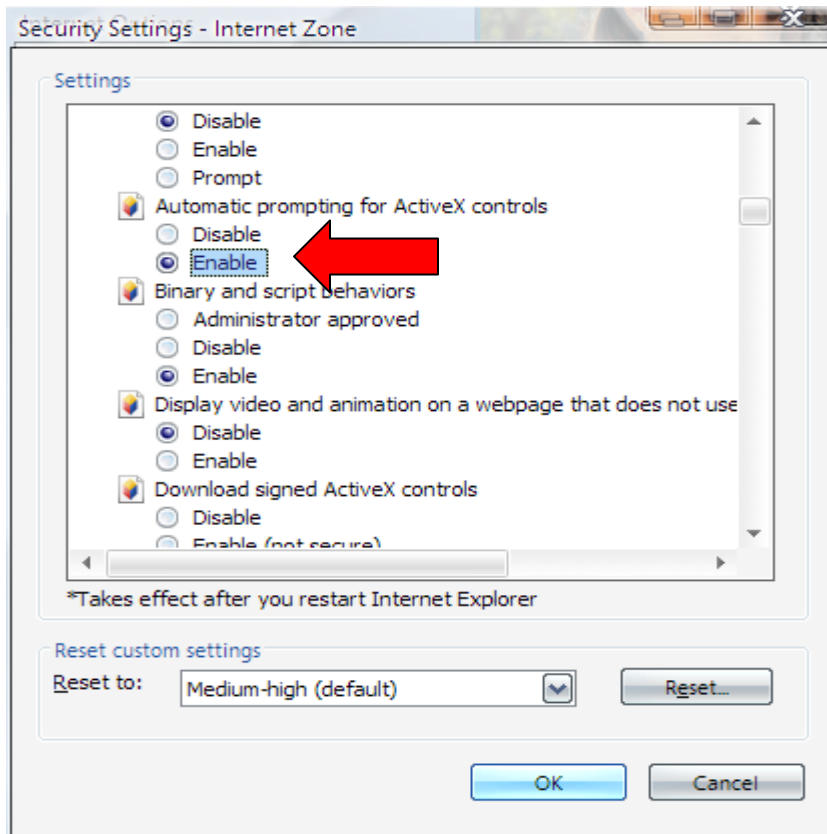 Security Settings - Internet Zone
Settings
Disable
Enable
Prompt
Automatic prompting for ActiveX controls
Disable
Enable
Binary and script behaviors
Administrator approved
Disable
Enable
Display video and animation on a webpage that does not use
Disable
Enable
Download signed ActiveX controls
Disable
Enable (not secure)
*Takes effect after you restart Internet Explorer
Reset custom settings
Reset to:
Medium-high (default)
Reset...
OK
Cancel